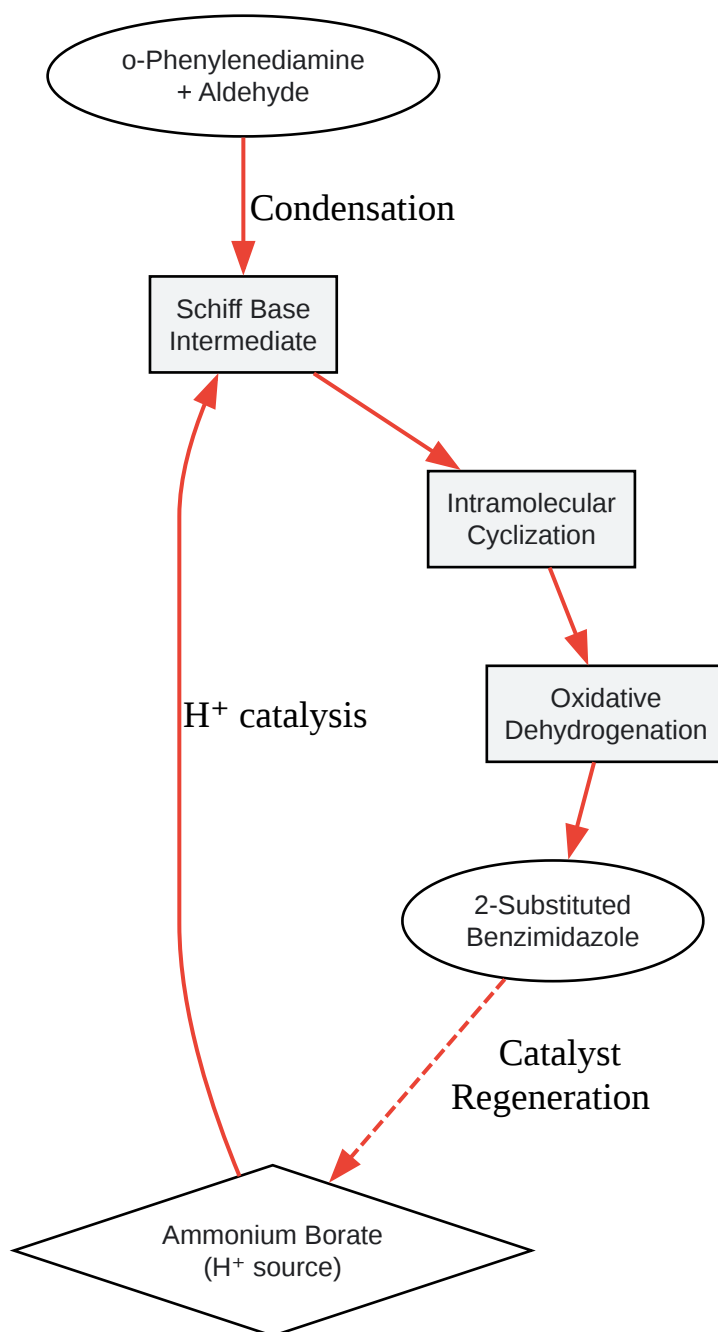 o-Phenylenediamine
+ Aldehyde
Condensation
Schiff Base
Intermediate
Intramolecular
Cyclization
Oxidative
Dehydrogenation
H⁺ catalysis
2-Substituted
Benzimidazole
Catalyst
Regeneration
Ammonium Borate
(H⁺ source)